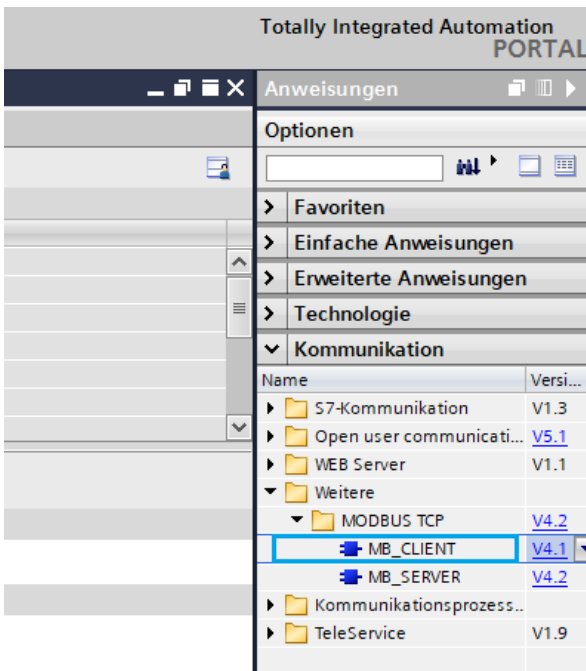 Totally Integrated Automation
PORTAL
Anweisungen
Optionen
Favoriten
Einfache Anweisungen
Erweiterte Anweisungen
Technologie
Kommunikation
Name Versi...
S7-Kommunikation V1.3
Open user communicati... V5.1
WEB Server V1.1
Weitere
MODBUS TCP V4.2
MB_CLIENT V4.1
MB_SERVER V4.2
Kommunikationsprozess..
TeleService V1.9